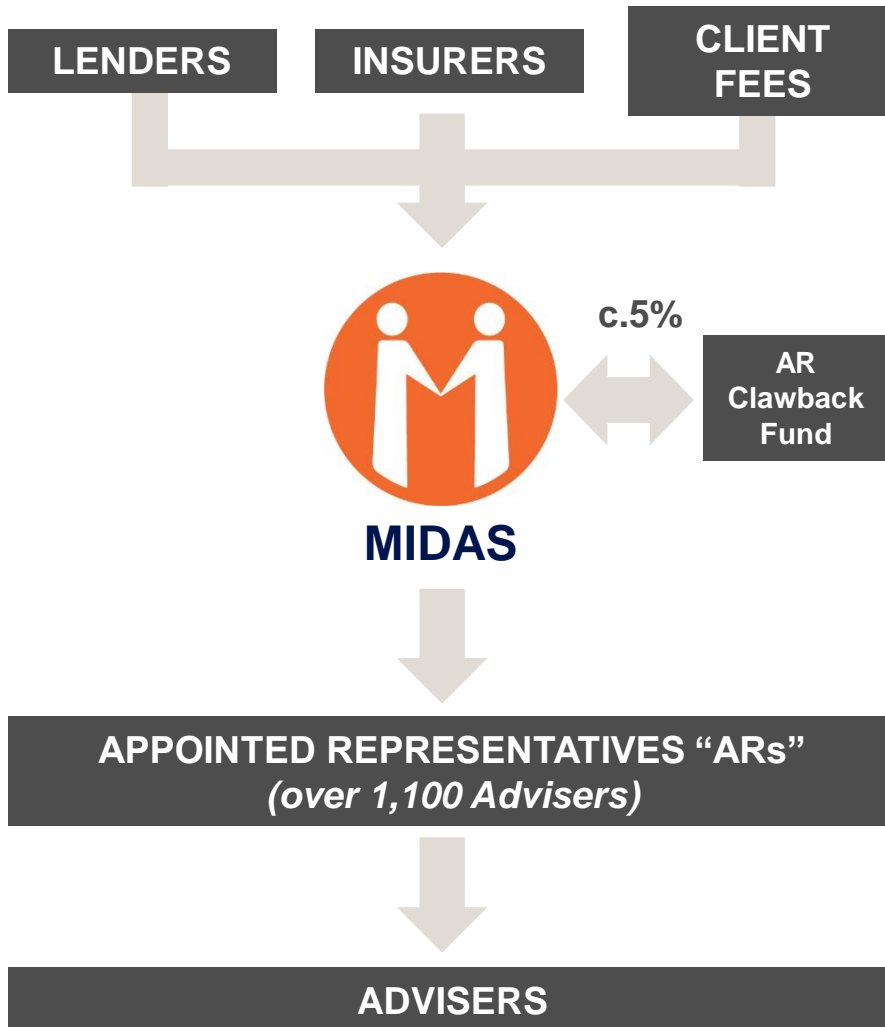 LENDERS
INSURERS
CLIENT
FEES
c.5%
AR
Clawback
Fund
MIDAS
APPOINTED REPRESENTATIVES “ARs”
(over 1,100 Advisers)
ADVISERS